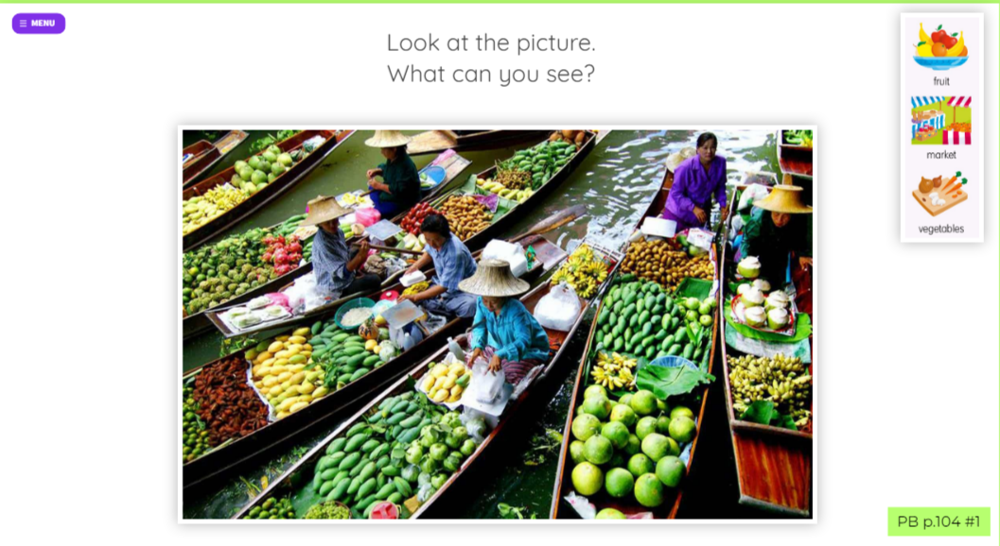 ☰ MENU
Look at the picture.
What can you see?
fruit
market
vegetables
PB p.104 #1